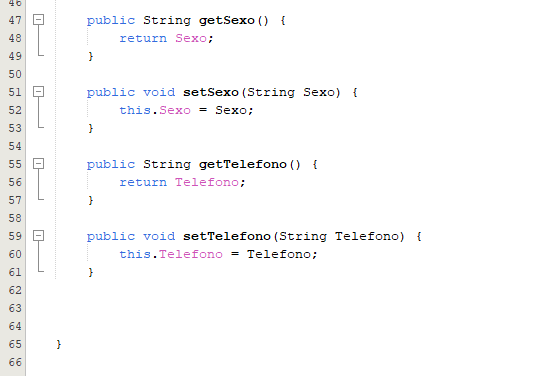 46
47 public String getSexo() {
48 return Sexo;
49 }
50
51 public void setSexo(String Sexo) {
52 this.Sexo = Sexo;
53 }
54
55 public String getTelefono() {
56 return Telefono;
57 }
58
59 public void setTelefono(String Telefono) {
60 this.Telefono = Telefono;
61 }
62
63
64
65 }
66